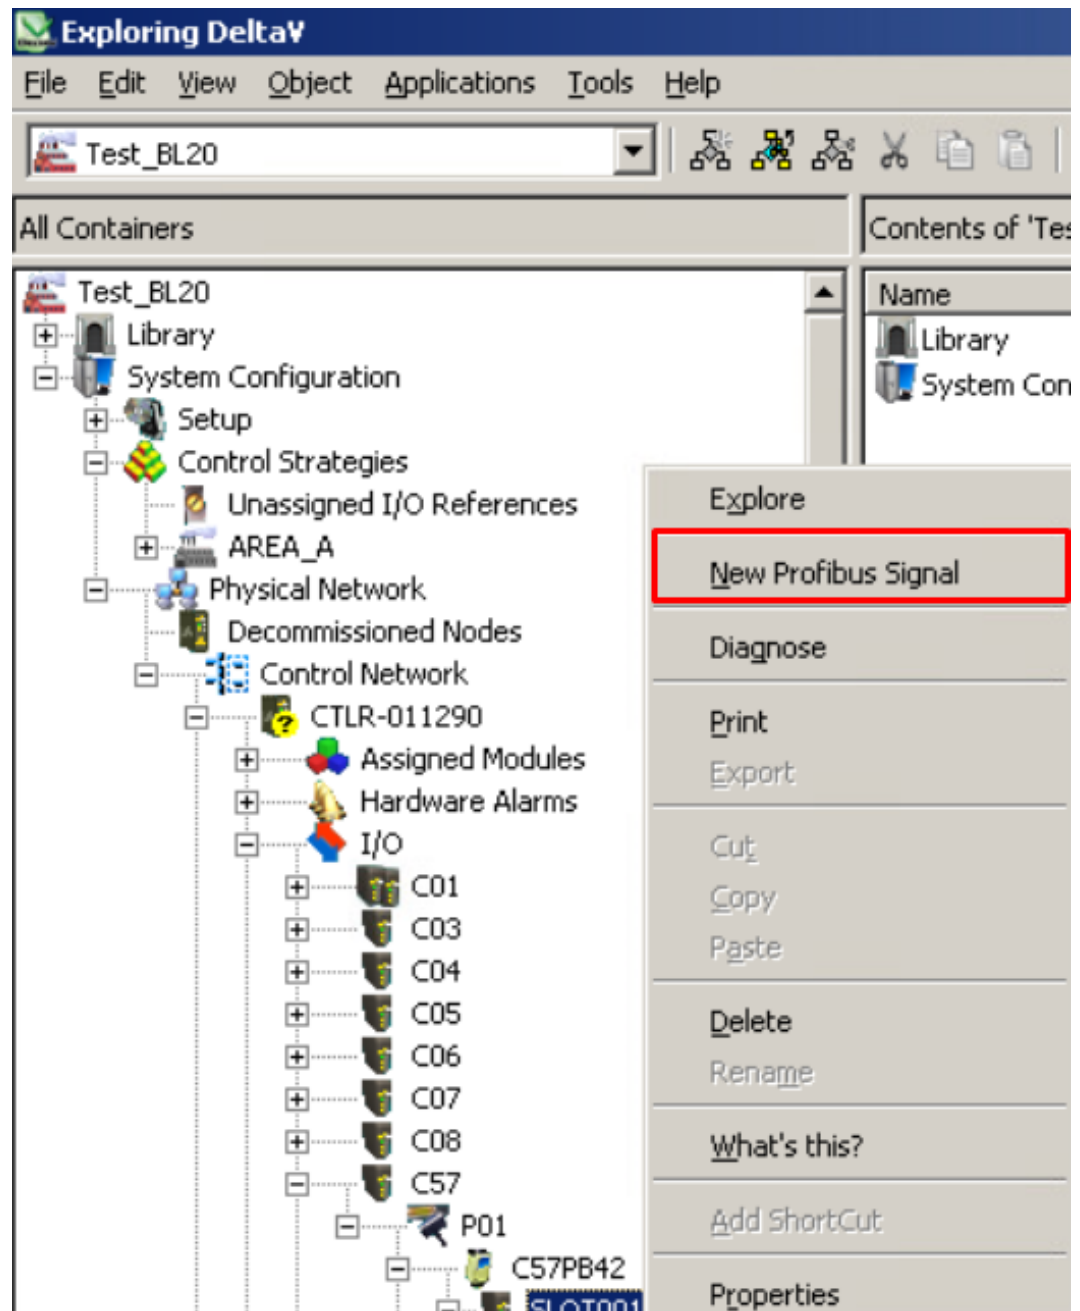 Exploring DeltaV
File Edit View Object Applications Tools Help
Test_BL20
All Containers
Contents of 'Tes
Test_BL20
Library
System Configuration
Setup
Control Strategies
Unassigned I/O References
AREA_A
Physical Network
Decommissioned Nodes
Control Network
CTLR-011290
Assigned Modules
Hardware Alarms
I/O
C01
C03
C04
C05
C06
C07
C08
C57
P01
C57PB42
SLOT001
Name
Library
System Con
Explore
New Profibus Signal
Diagnose
Print
Export
Cut
Copy
Paste
Delete
Rename
What's this?
Add ShortCut
Properties